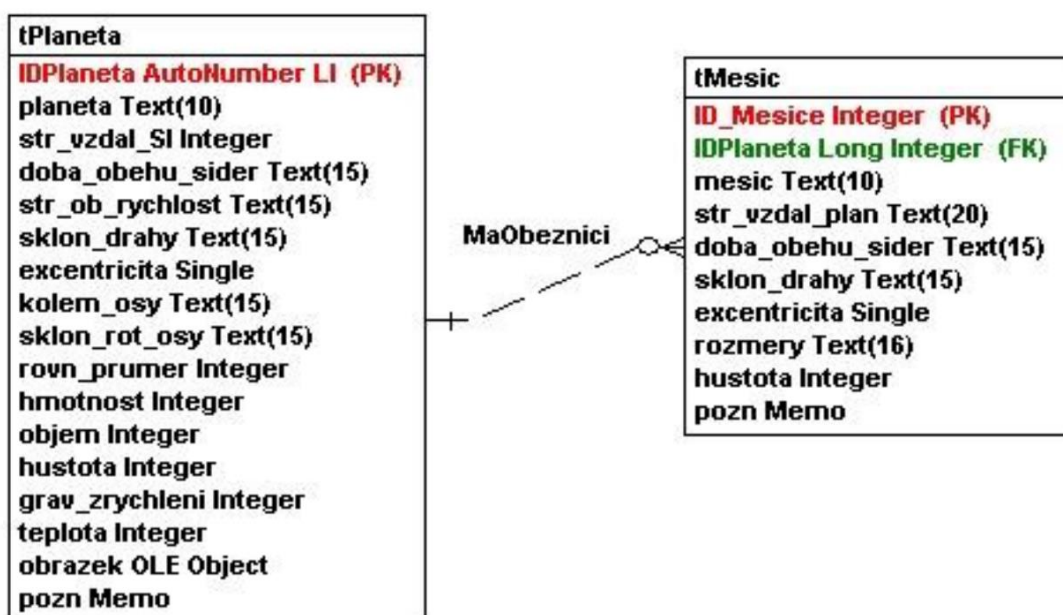 tPlaneta
IDPlaneta AutoNumber LI (PK)
planeta Text(10)
str_vzdal_Sl Integer
doba_obehu_sider Text(15)
str_ob_rychlost Text(15)
sklon_drahy Text(15)
excentricita Single
kolem_osy Text(15)
sklon_rot_osy Text(15)
rovn_prumer Integer
hmotnost Integer
objem Integer
hustota Integer
grav_zrychleni Integer
teplota Integer
obrazek OLE Object
pozn Memo
MaObeznici
tMesic
ID_Mesice Integer (PK)
IDPlaneta Long Integer (FK)
mesic Text(10)
str_vzdal_plan Text(20)
doba_obehu_sider Text(15)
sklon_drahy Text(15)
excentricita Single
rozmery Text(16)
hustota Integer
pozn Memo